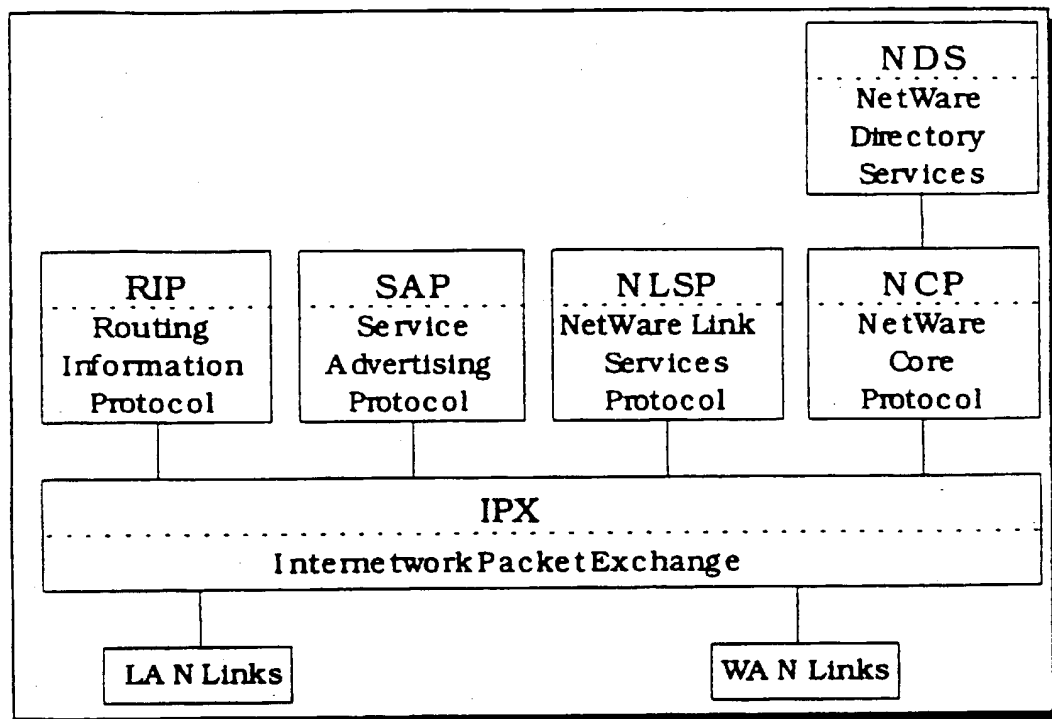 NDS
NetWare
Directory
Services
RIP
Routing
Information
Protocol
SAP
Service
Advertising
Protocol
NLSP
NetWare Link
Services
Protocol
NCP
NetWare
Core
Protocol
IPX
Internetwork Packet Exchange
LAN Links
WAN Links